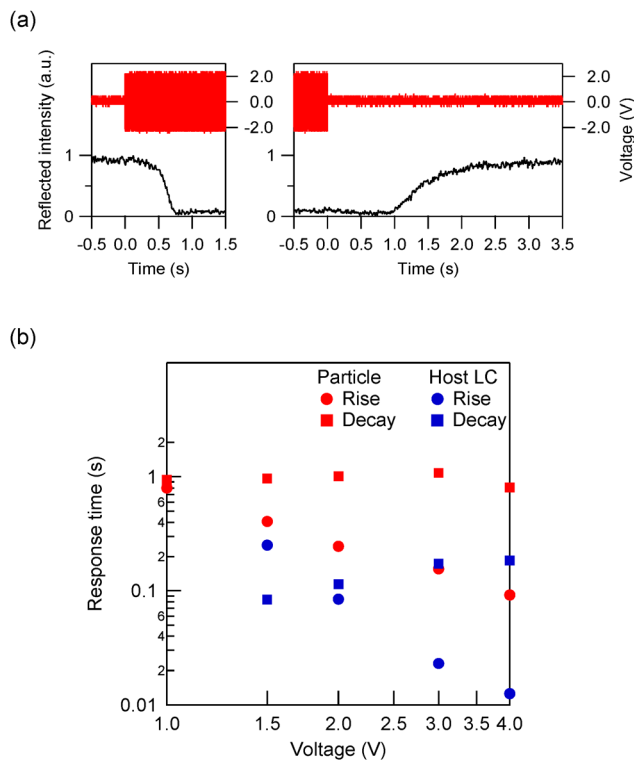 (a)
Reflected intensity (a.u.)
1
0
-0.5 0.0 0.5 1.0 1.5
Time (s)
2.0
0.0
-2.0
1
0
-0.5 0.0 0.5 1.0 1.5 2.0 2.5 3.0 3.5
Time (s)
2.0
0.0
-2.0
Voltage (V)
(b)
Particle Host LC
Rise Rise
Decay Decay
Response time (s)
2
1
8
6
4
2
0.1
8
6
4
2
0.01
1.0 1.5 2.0 2.5 3.0 3.5 4.0
Voltage (V)